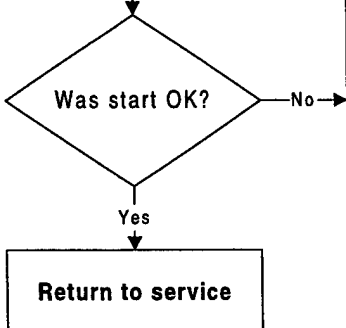 Was start OK?
No
Yes
Return to service